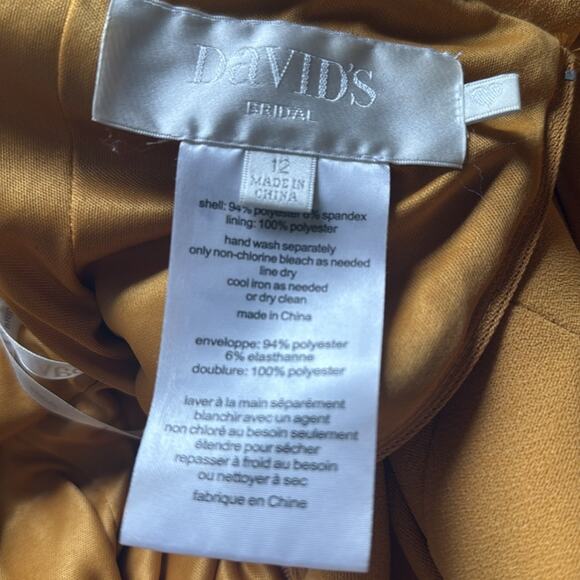 DAVID'S
BRIDAL
12
MADE IN
CHINA
shell: 94% polyester 6% spandex
lining: 100% polyester
hand wash separately
only non-chlorine bleach as needed
line dry
cool iron as needed
or dry clean
made in China
enveloppe: 94% polyester
6% elasthanne
doublure: 100% polyester
laver à la main séparément
blanchir avec un agent
non chloré au besoin seulement
étendre pour sécher
repasser à froid au besoin
ou nettoyer à sec
fabrique en Chine